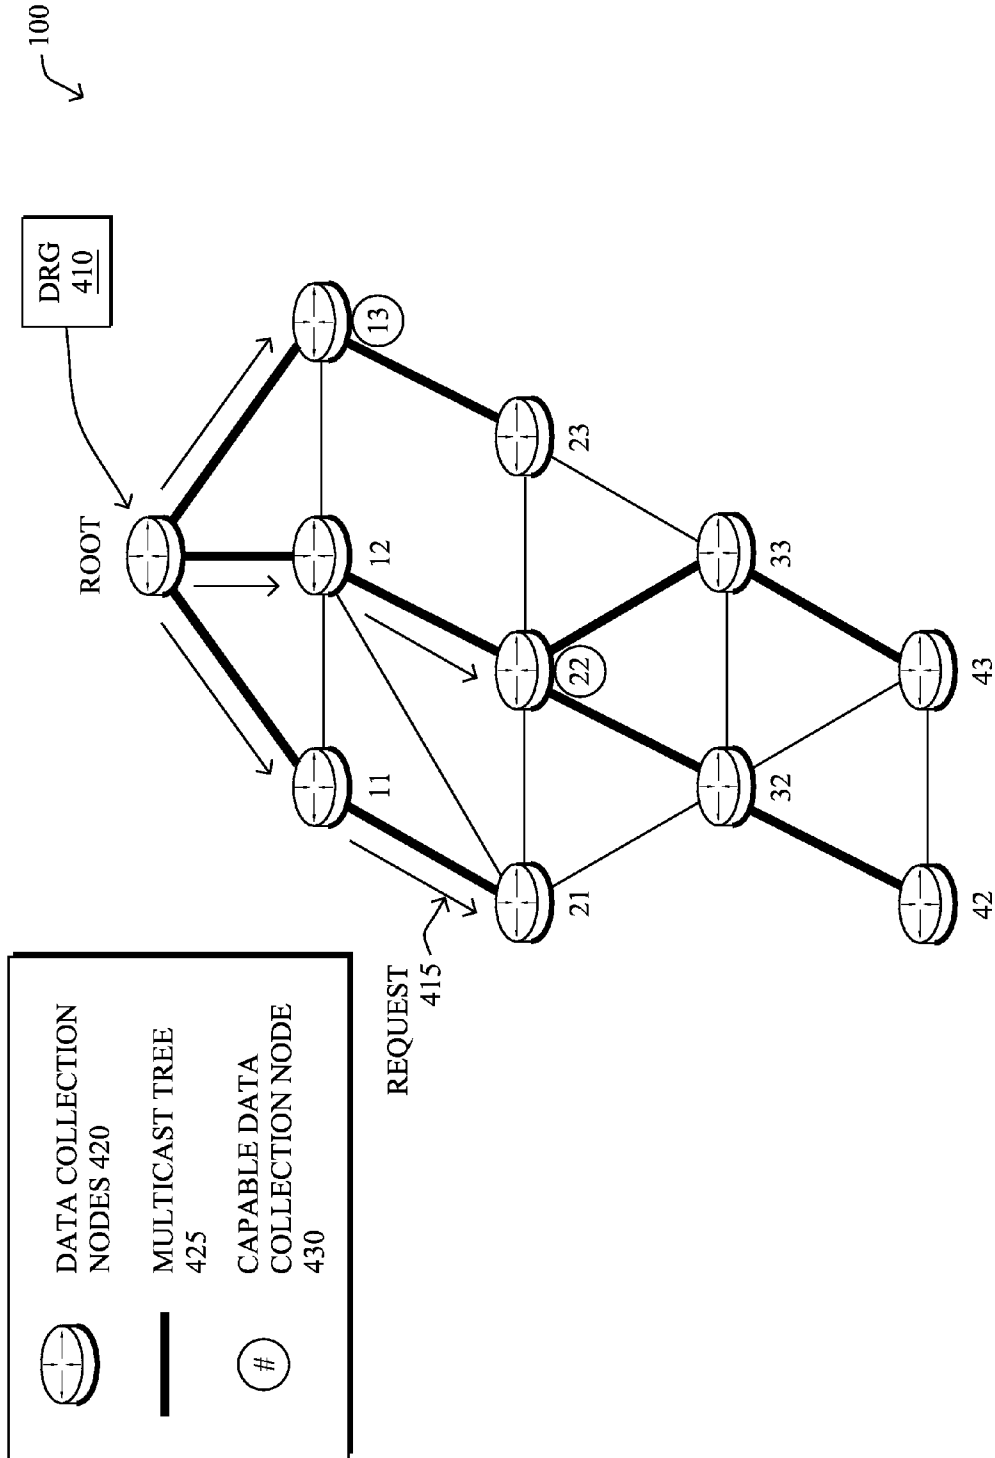 100
DRG
410
ROOT
11
12
13
21
22
23
32
33
42
43
REQUEST
415
DATA COLLECTION
NODES 420
MULTICAST TREE
425
#
CAPABLE DATA
COLLECTION NODE
430